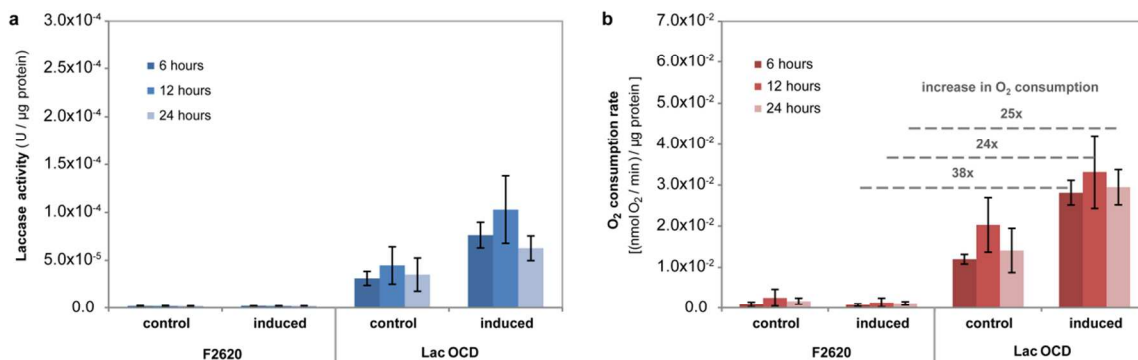 a
Laccase activity (U / µg protein)
3.0x10⁻⁴
2.5x10⁻⁴
2.0x10⁻⁴
1.5x10⁻⁴
1.0x10⁻⁴
5.0x10⁻⁵
0.0
6 hours
12 hours
24 hours
control
induced
control
induced
F2620
Lac OCD
b
O₂ consumption rate
[(nmol O₂ / min) / µg protein ]
7.0x10⁻²
6.0x10⁻²
5.0x10⁻²
4.0x10⁻²
3.0x10⁻²
2.0x10⁻²
1.0x10⁻²
0.0
6 hours
12 hours
24 hours
increase in O₂ consumption
25x
24x
38x
control
induced
control
induced
F2620
Lac OCD